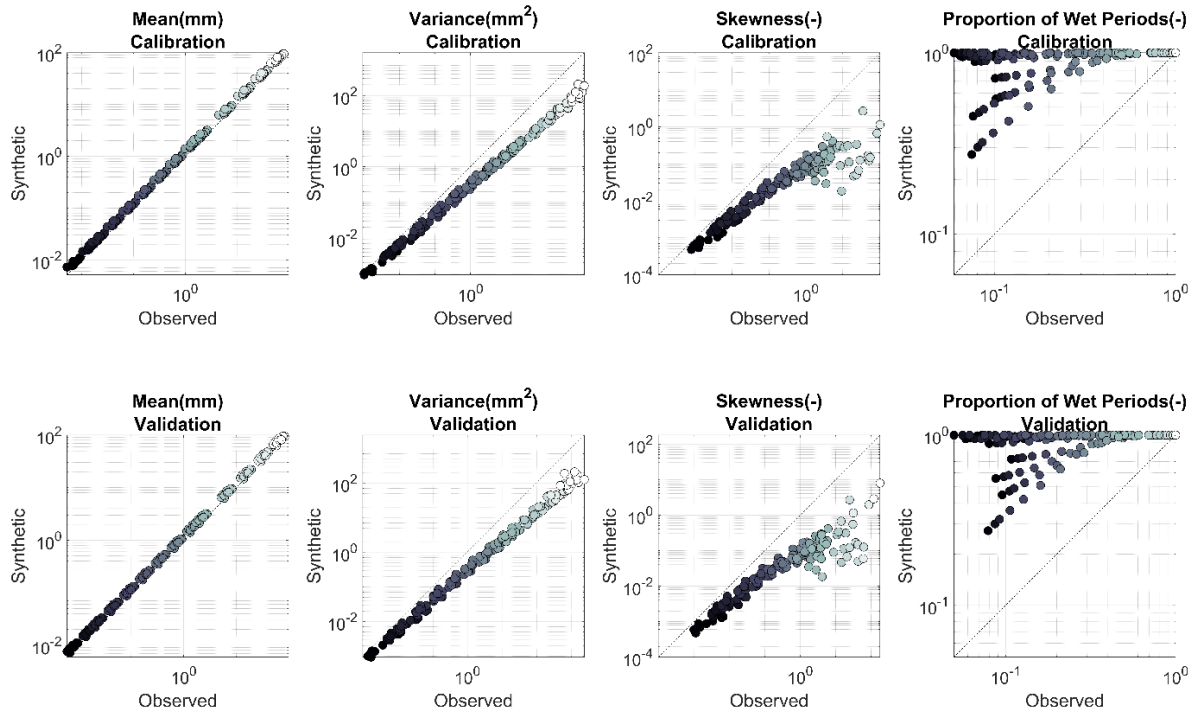 Mean(mm)
Calibration
10^2
10^0
10^-2
Synthetic
10^0
Observed
Variance(mm^2)
Calibration
10^2
10^0
10^-2
Synthetic
10^0
Observed
Skewness(-)
Calibration
10^2
10^0
10^-2
10^-4
Synthetic
10^0
Observed
Proportion of Wet Periods(-)
Calibration
10^0
10^-1
Synthetic
10^-1 10^0
Observed
Mean(mm)
Validation
10^2
10^0
10^-2
Synthetic
10^0
Observed
Variance(mm^2)
Validation
10^2
10^0
10^-2
Synthetic
10^0
Observed
Skewness(-)
Validation
10^2
10^0
10^-2
10^-4
Synthetic
10^0
Observed
Proportion of Wet Periods(-)
Validation
10^0
10^-1
Synthetic
10^-1 10^0
Observed